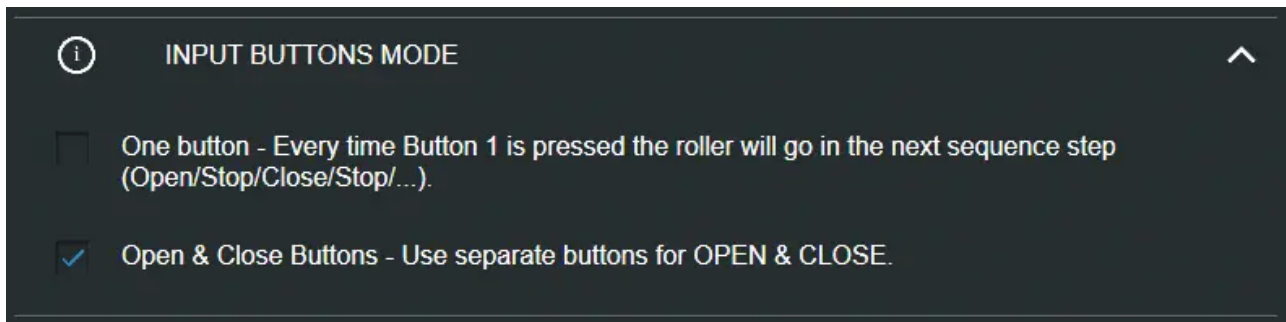 INPUT BUTTONS MODE
One button - Every time Button 1 is pressed the roller will go in the next sequence step
(Open/Stop/Close/Stop/...).
Open & Close Buttons - Use separate buttons for OPEN & CLOSE.